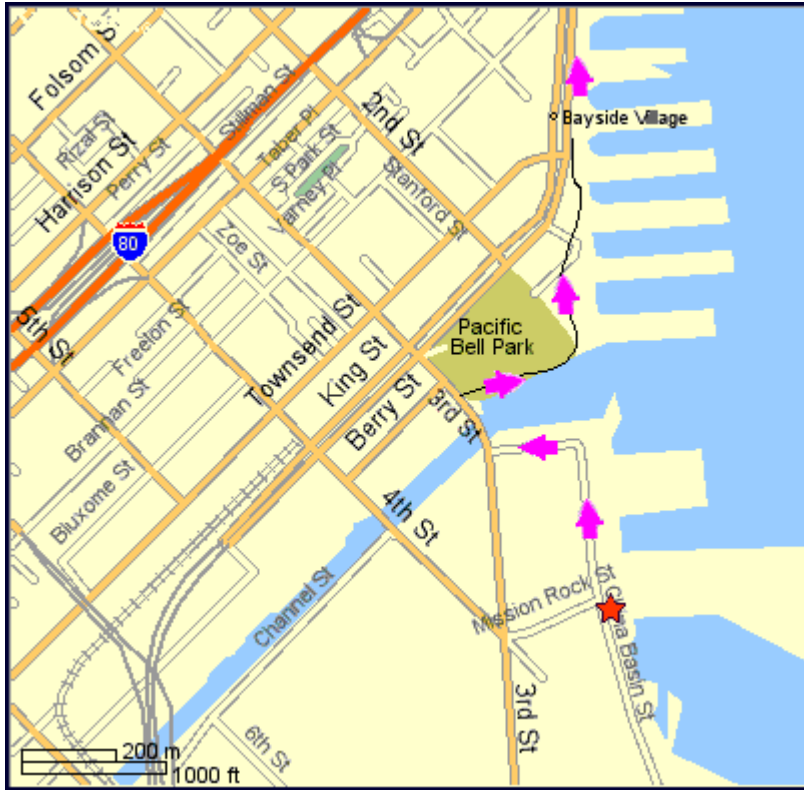 Folsom S
Stillman St
2nd St
Rizal St
Perry St
Taber Pl
S Park St
Varney Pl
Bayside Village
Harrison St
Stanford St
80
Zoe St
5th St
Freelon St
Townsend St
King St
Pacific
Bell Park
Brannan St
Berry St
3rd St
Bluxome St
4th St
Channel St
Mission Rock St
China Basin St
3rd St
6th St
200 m
1000 ft